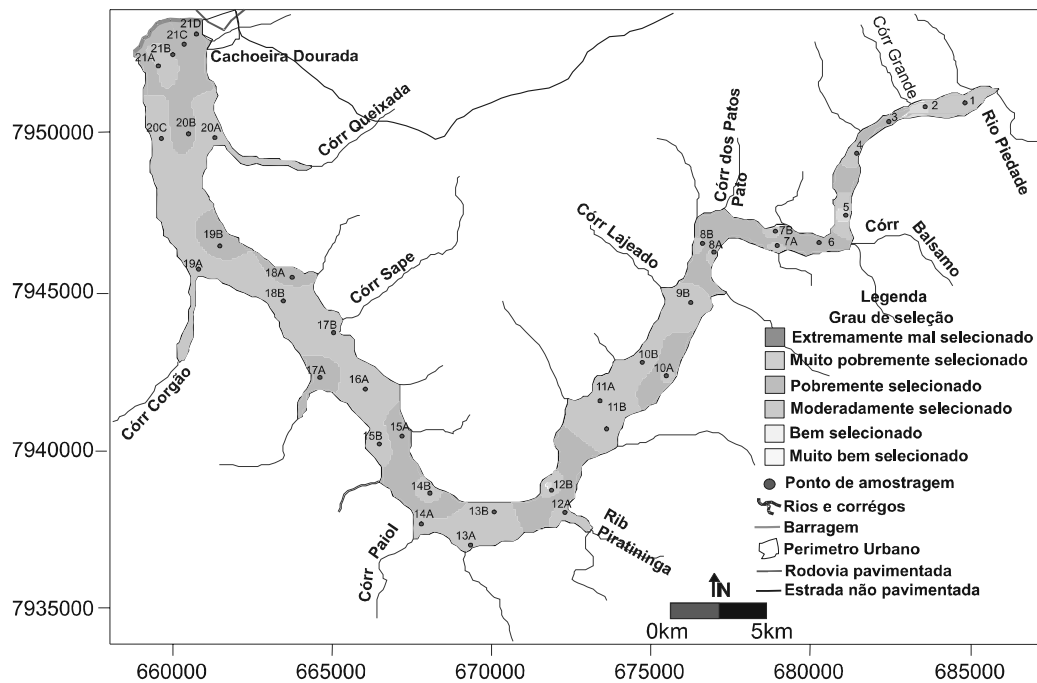 21D
21C
21B
21A
Cachoeira Dourada
20C
20B
20A
Córr Queixada
19B
19A
18A
18B
Córr Sape
17B
17A
16A
Córr Corgão
15B
15A
14B
14A
Córr Paiol
13B
13A
12B
12A
Rib
Piratininga
11A
11B
10B
10A
9B
Córr Lajeado
8B
8A
Córr dos Patos
Pato
7B
7A
6
5
Córr
Balsamo
4
3
2
1
Córr Grande
Rio Piedade
7950000
7945000
7940000
7935000
660000
665000
670000
675000
680000
685000
N
0km
5km
Legenda
Grau de seleção
Extremamente mal selecionado
Muito pobremente selecionado
Pobremente selecionado
Moderadamente selecionado
Bem selecionado
Muito bem selecionado
Ponto de amostragem
Rios e corrégos
Barragem
Perimetro Urbano
Rodovia pavimentada
Estrada não pavimentada